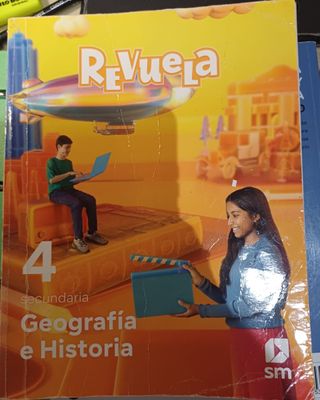 REVUELA
4
secundaria
Geografía
e Historia
sm